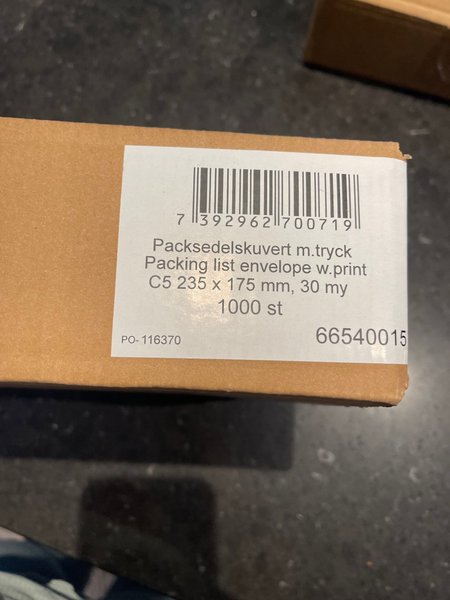 7 392962 700719
Packsedelskuvert m.tryck
Packing list envelope w.print
C5 235 x 175 mm, 30 my
1000 st
PO- 116370 66540015